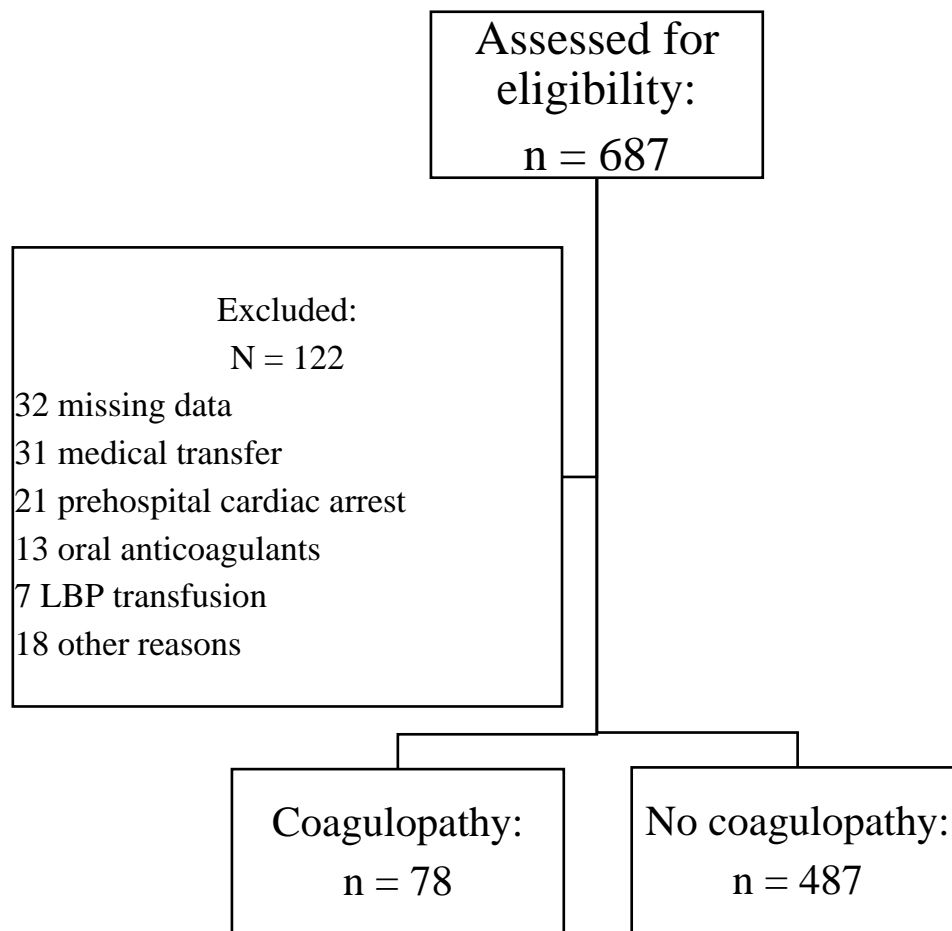 Assessed for
eligibility:
n = 687
Excluded:
N = 122
32 missing data
31 medical transfer
21 prehospital cardiac arrest
13 oral anticoagulants
7 LBP transfusion
18 other reasons
Coagulopathy:
n = 78
No coagulopathy:
n = 487